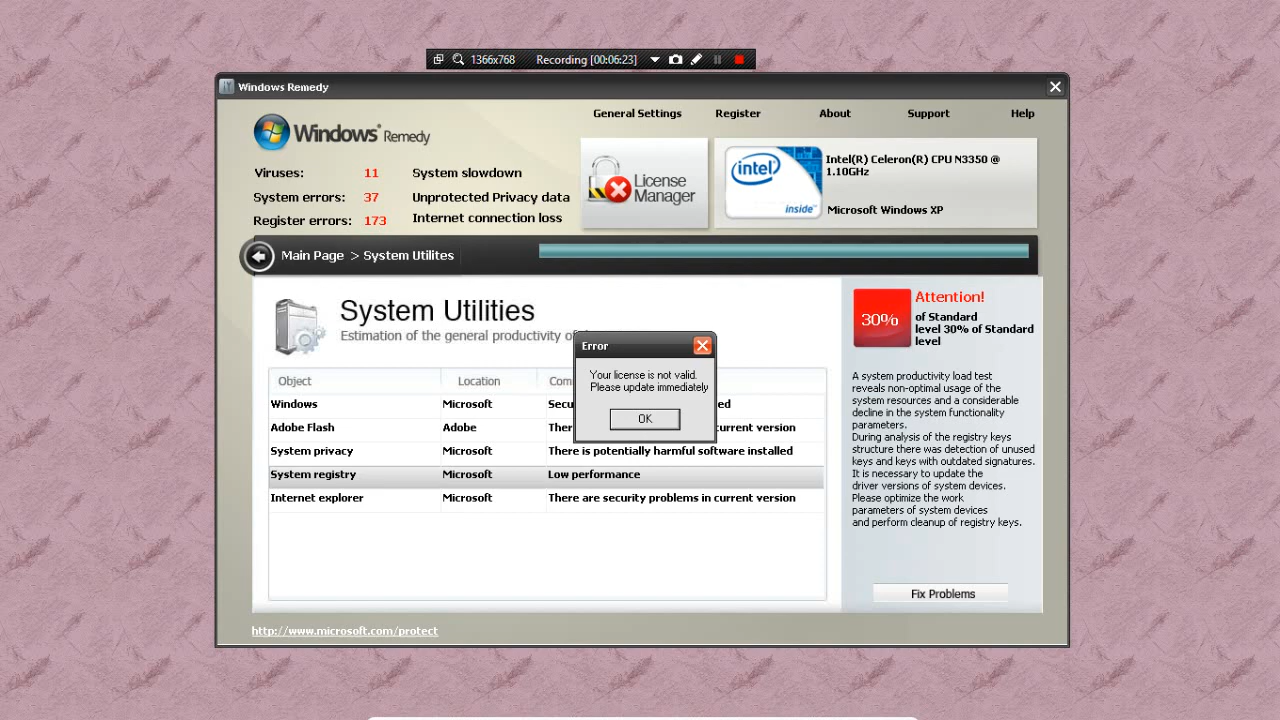 1366x768 Recording [00:06:23]
Windows Remedy
General Settings Register About Support Help
Windows® Remedy
Viruses: 11 System slowdown
System errors: 37 Unprotected Privacy data
Register errors: 173 Internet connection loss
License
Manager
intel
inside™
Intel(R) Celeron(R) CPU N3350 @
1.10GHz
Microsoft Windows XP
Main Page > System Utilites
System Utilities
Estimation of the general productivity of
Object Location Com
Windows Microsoft Secu ed
Adobe Flash Adobe Ther current version
System privacy Microsoft There is potentially harmful software installed
System registry Microsoft Low performance
Internet explorer Microsoft There are security problems in current version
Error
Your license is not valid.
Please update immediately
OK
30%
Attention!
of Standard
level 30% of Standard
level
A system productivity load test
reveals non-optimal usage of the
system resources and a considerable
decline in the system functionality
parameters.
During analysis of the registry keys
structure there was detection of unused
keys and keys with outdated signatures.
It is necessary to update the
driver versions of system devices.
Please optimize the work
parameters of system devices
and perform cleanup of registry keys.
Fix Problems
http://www.microsoft.com/protect